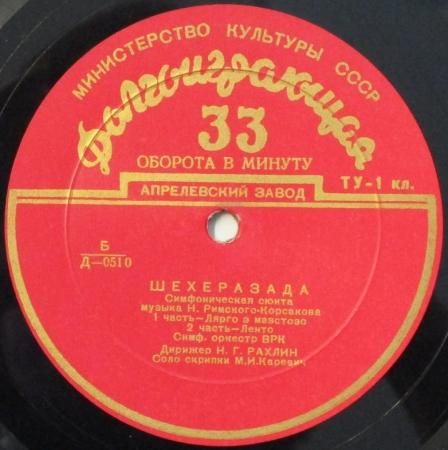 МИНИСТЕРСТВО КУЛЬТУРЫ СССР
Долгоиграющая
33
ОБОРОТА В МИНУТУ
АПРЕЛЕВСКИЙ ЗАВОД
ТУ-1 кл.
Б
Д—0510
ШЕХЕРАЗАДА
Симфоническая сюита
музыка Н. Римского-Корсакова
1 часть—Лярго э маэстозо
2 часть—Ленто
Симф. оркестр ВРК
Дирижер Н. Г. РАХЛИН
Соло скрипки М.И.Каревич